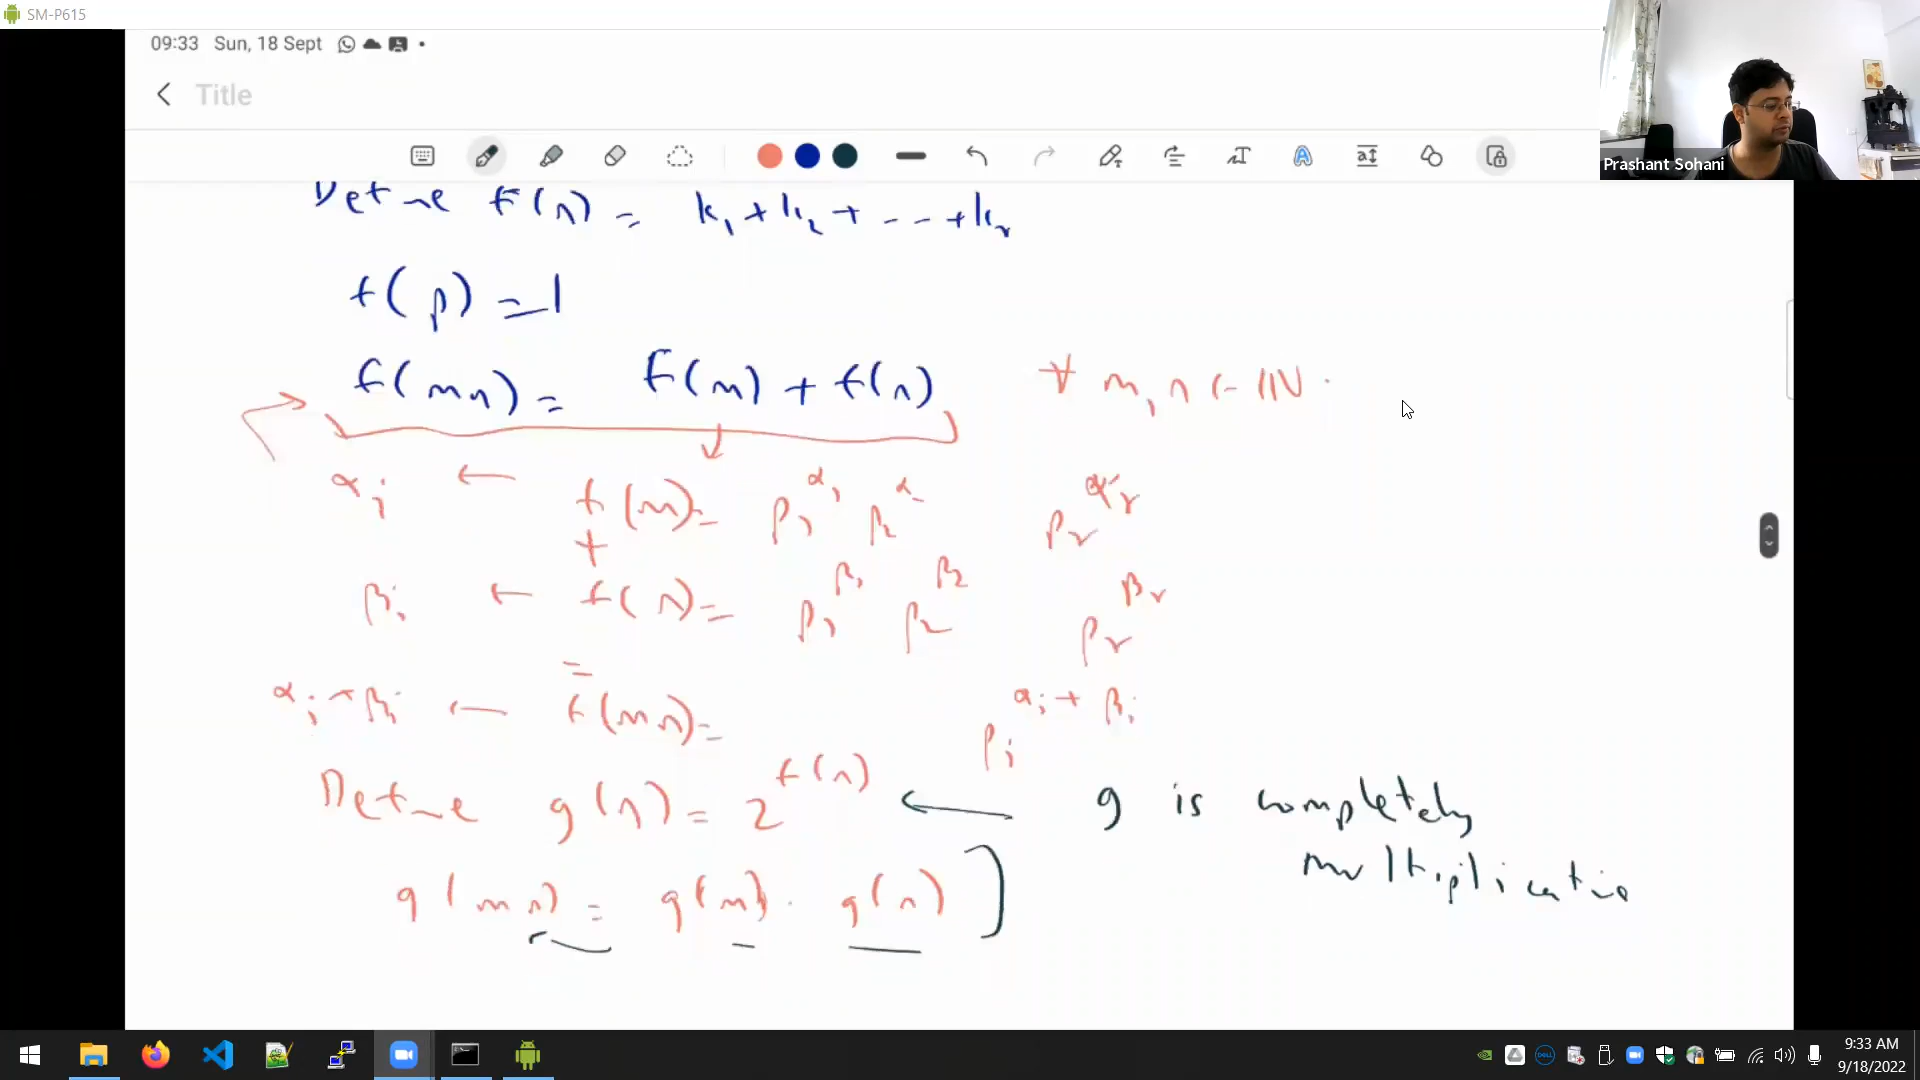 SM-P615
09:33 Sun, 18 Sept
Title
Prashant Sohani
Define f(n) = k₁ + k₂ + - - - + kᵣ
f(p) = 1
f(mn) = f(m) + f(n) ∀ m, n ∈ ℕ .
αᵢ ← f(m) = p₁^α₁ p₂^α₋ pᵣ^αᵣ
+
βᵢ ← f(n) = p₁^β₁ p₂^β₂ pᵣ^βᵣ
=
αᵢ + βᵢ ← f(mn) = pᵢ^αᵢ + βᵢ
Define g(n) = 2^f(n) ← g is completely
multiplicative
g(mn) = g(m) . g(n) ]
9:33 AM
9/18/2022